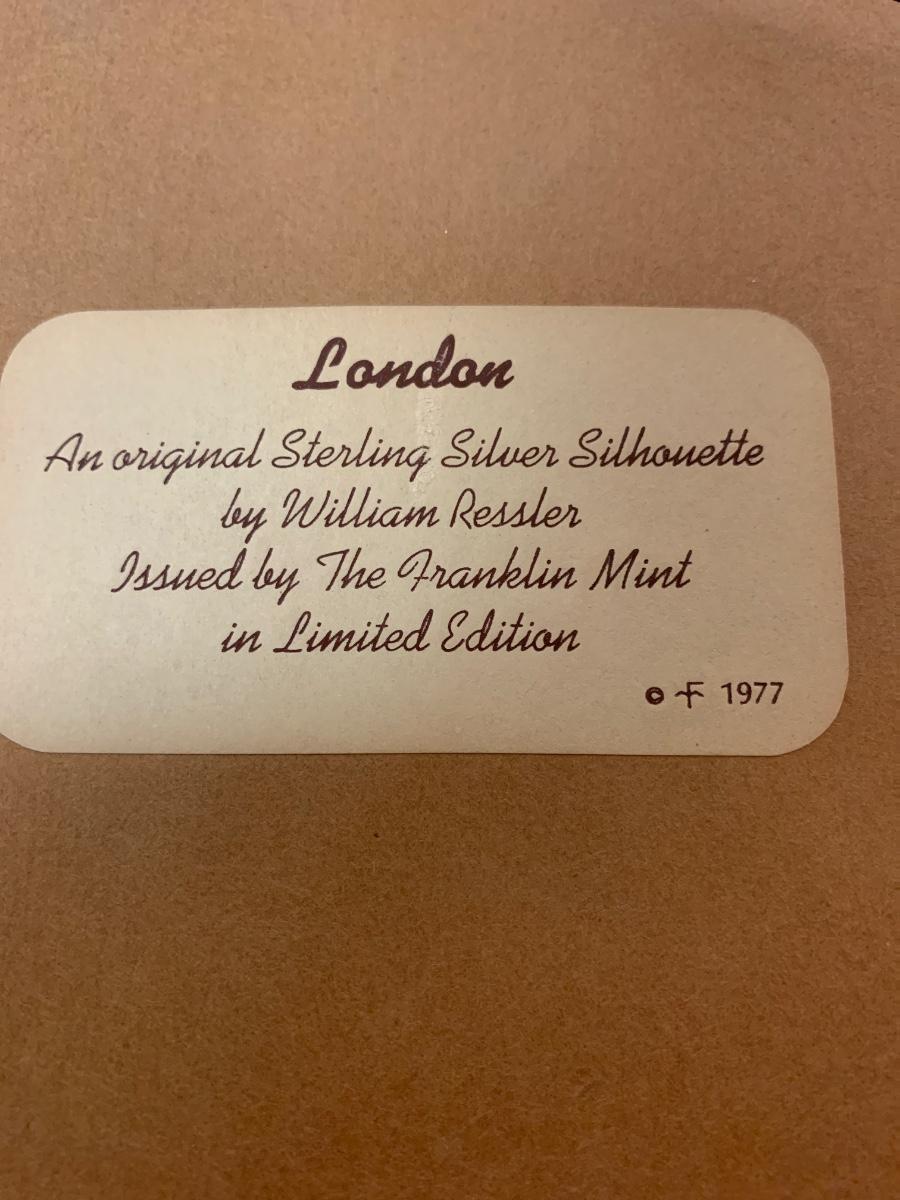 London
An original Sterling Silver Silhouette
by William Ressler
Issued by The Franklin Mint
in Limited Edition
© F 1977